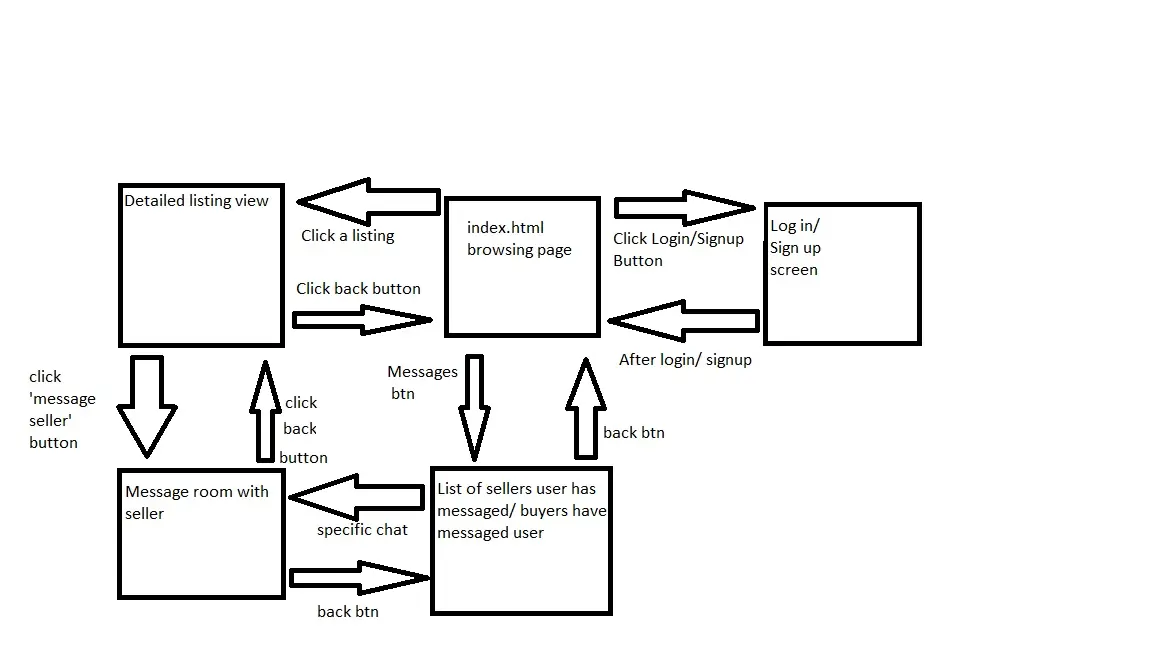 Detailed listing view
Click a listing
Click back button
index.html
browsing page
Click Login/Signup
Button
Log in/
Sign up
screen
After login/ signup
click
'message
seller'
button
click
back
button
Messages
btn
back btn
Message room with
seller
specific chat
back btn
List of sellers user has
messaged/ buyers have
messaged user